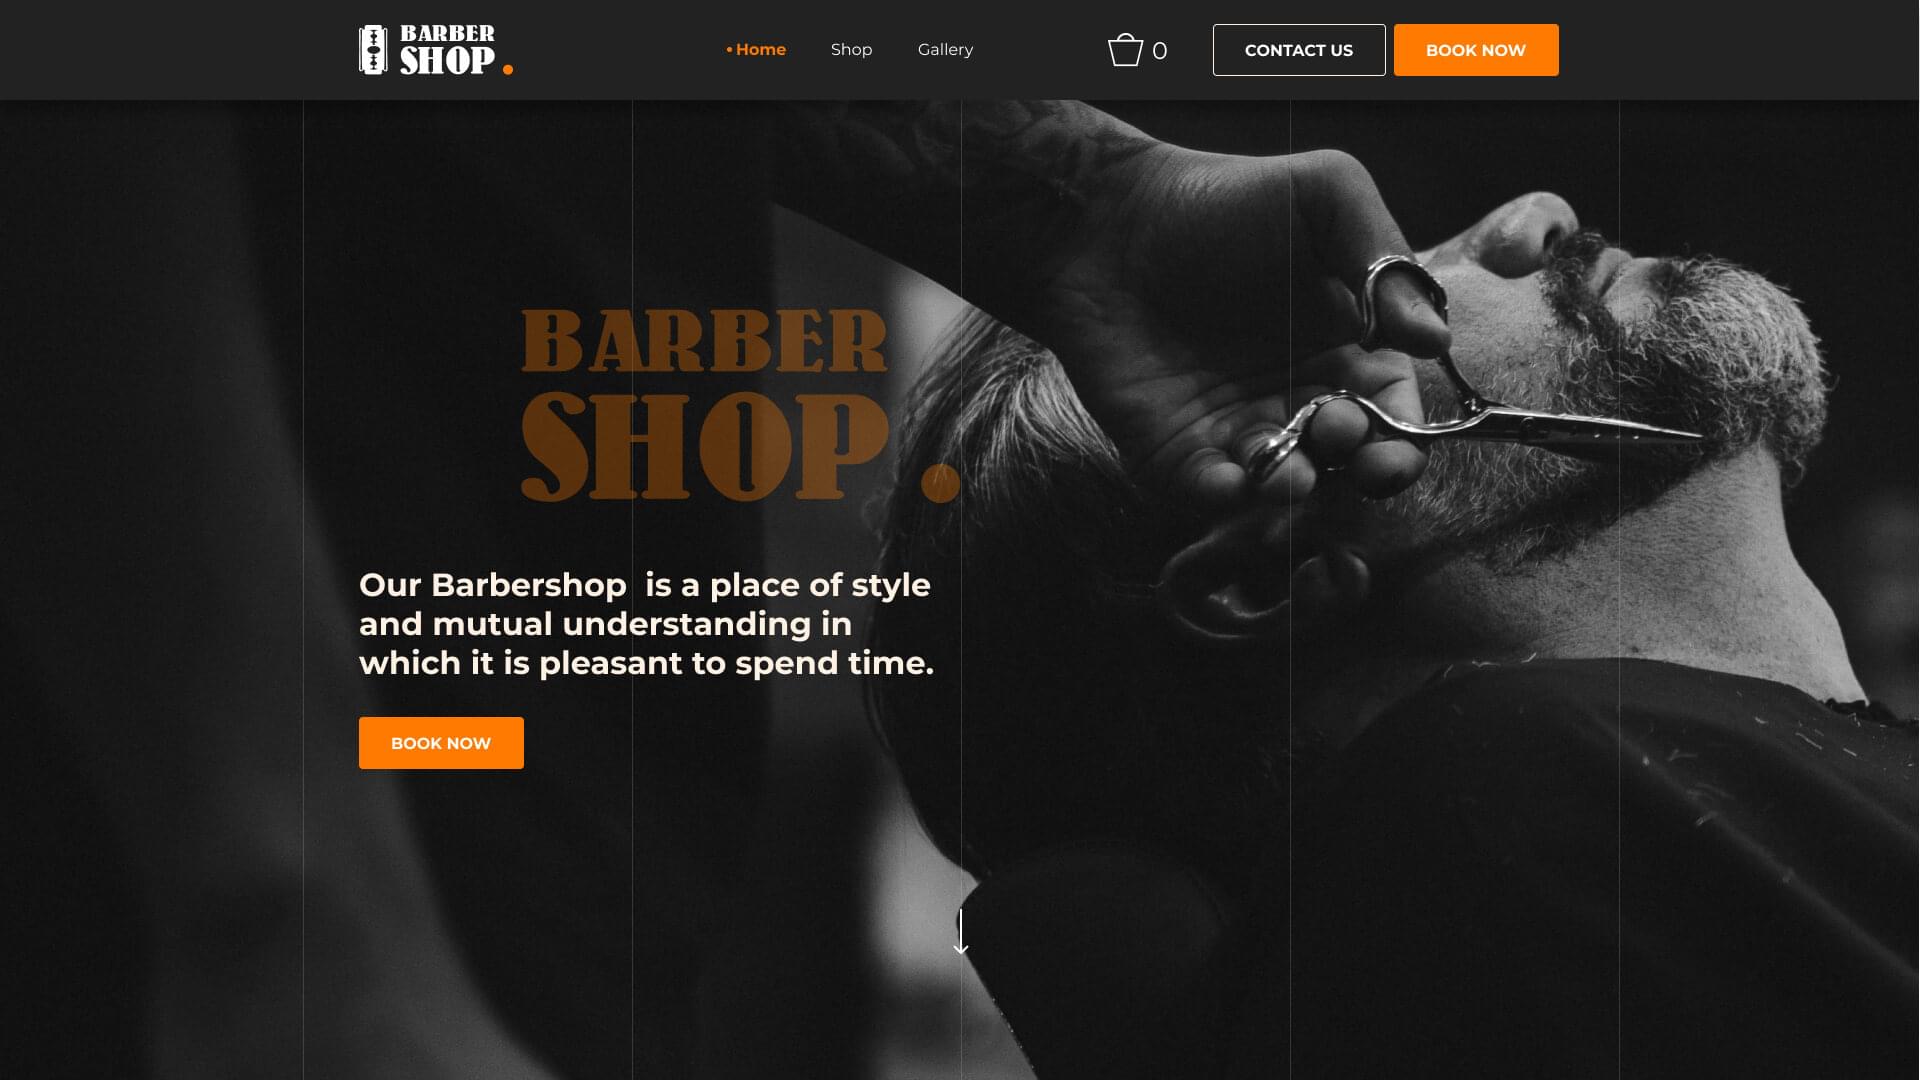 BARBER
SHOP.
Home
Shop
Gallery
0
CONTACT US
BOOK NOW
BARBER
SHOP.
Our Barbershop  is a place of style
and mutual understanding in
which it is pleasant to spend time.
BOOK NOW